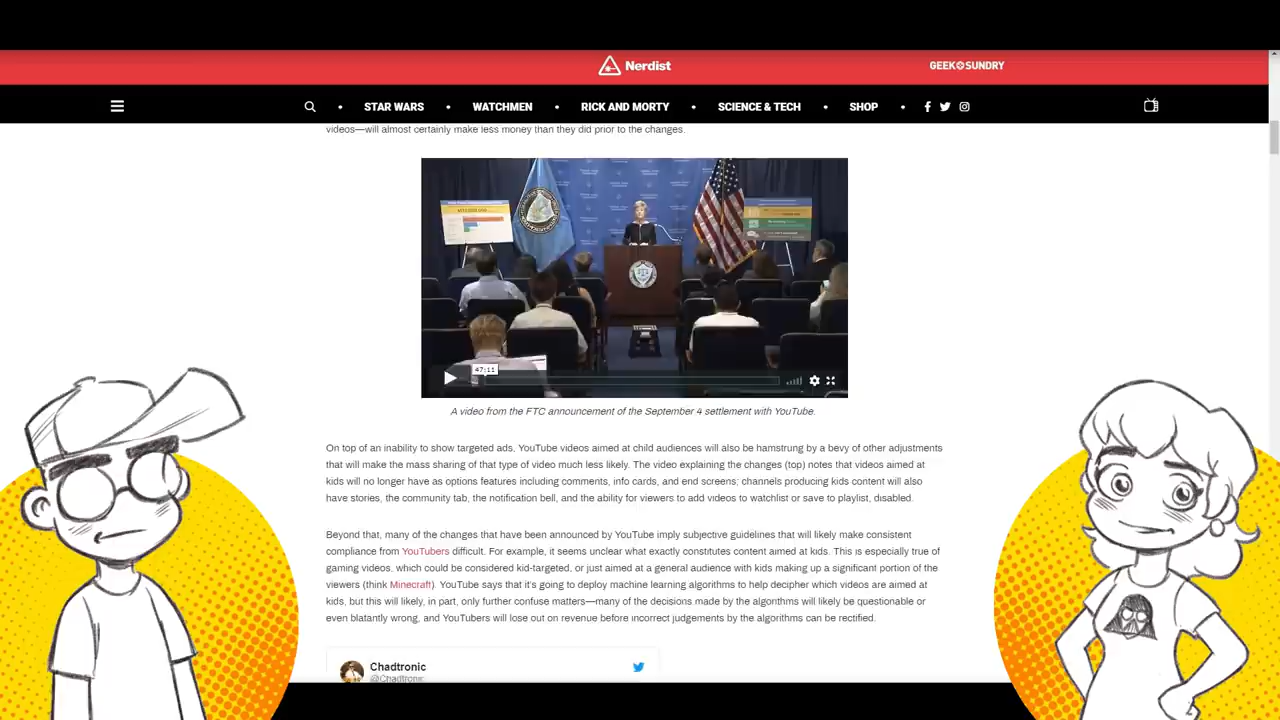 Nerdist
GEEK & SUNDRY
STAR WARS • WATCHMEN • RICK AND MORTY • SCIENCE & TECH • SHOP
videos—will almost certainly make less money than they did prior to the changes.
47:11
A video from the FTC announcement of the September 4 settlement with YouTube.
On top of an inability to show targeted ads, YouTube videos aimed at child audiences will also be hamstrung by a bevy of other adjustments
that will make the mass sharing of that type of video much less likely. The video explaining the changes (top) notes that videos aimed at
kids will no longer have as options features including comments, info cards, and end screens; channels producing kids content will also
have stories, the community tab, the notification bell, and the ability for viewers to add videos to watchlist or save to playlist, disabled.
Beyond that, many of the changes that have been announced by YouTube imply subjective guidelines that will likely make consistent
compliance from YouTubers difficult. For example, it seems unclear what exactly constitutes content aimed at kids. This is especially true of
gaming videos, which could be considered kid-targeted, or just aimed at a general audience with kids making up a significant portion of the
viewers (think Minecraft). YouTube says that it's going to deploy machine learning algorithms to help decipher which videos are aimed at
kids, but this will likely, in part, only further confuse matters—many of the decisions made by the algorithms will likely be questionable or
even blatantly wrong, and YouTubers will lose out on revenue before incorrect judgements by the algorithms can be rectified.
Chadtronic
@Chadtronic